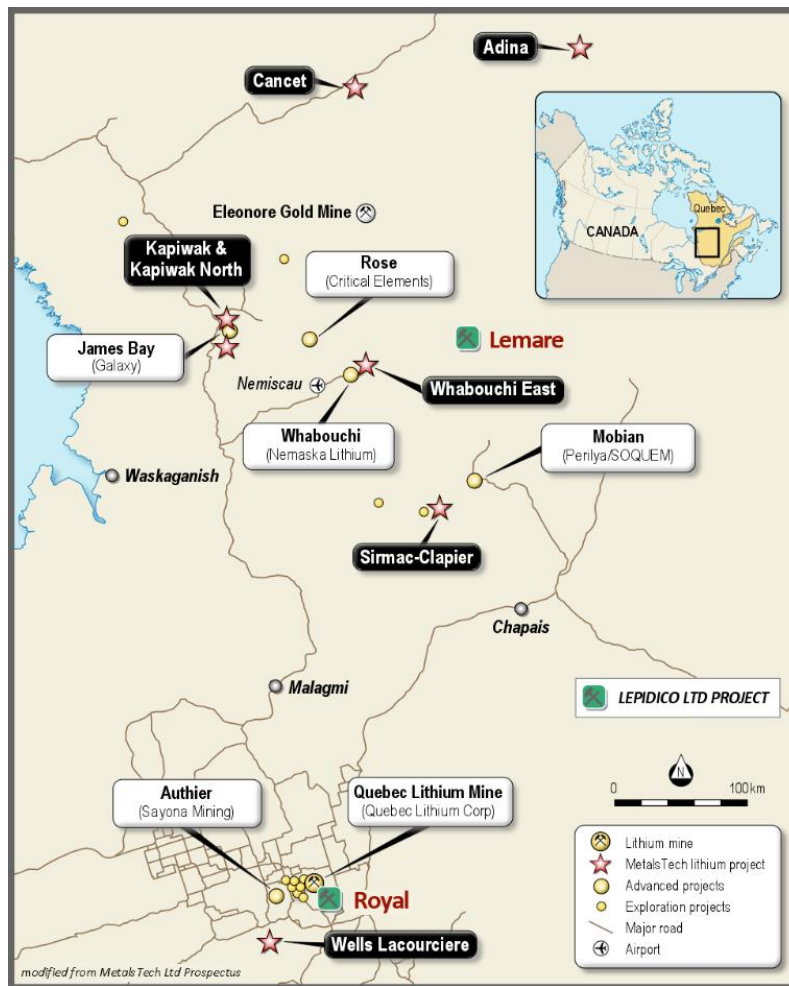 Adina
Cancet
Quebec
CANADA
Eleonore Gold Mine
Kapiwak &
Kapiwak North
Rose
(Critical Elements)
James Bay
(Galaxy)
Lemare
Nemiscau
Whabouchi East
Whabouchi
(Nemaska Lithium)
Mobian
(Perilya/SOQUEM)
Waskaganish
Sirmac-Clapier
Chapais
Malagmi
LEPIDICO LTD PROJECT
N
0 100km
Authier
(Sayona Mining)
Quebec Lithium Mine
(Quebec Lithium Corp)
Lithium mine
MetalsTech lithium project
Advanced projects
Exploration projects
Major road
Airport
Royal
Wells Lacourciere
modified from MetalsTech Ltd Prospectus